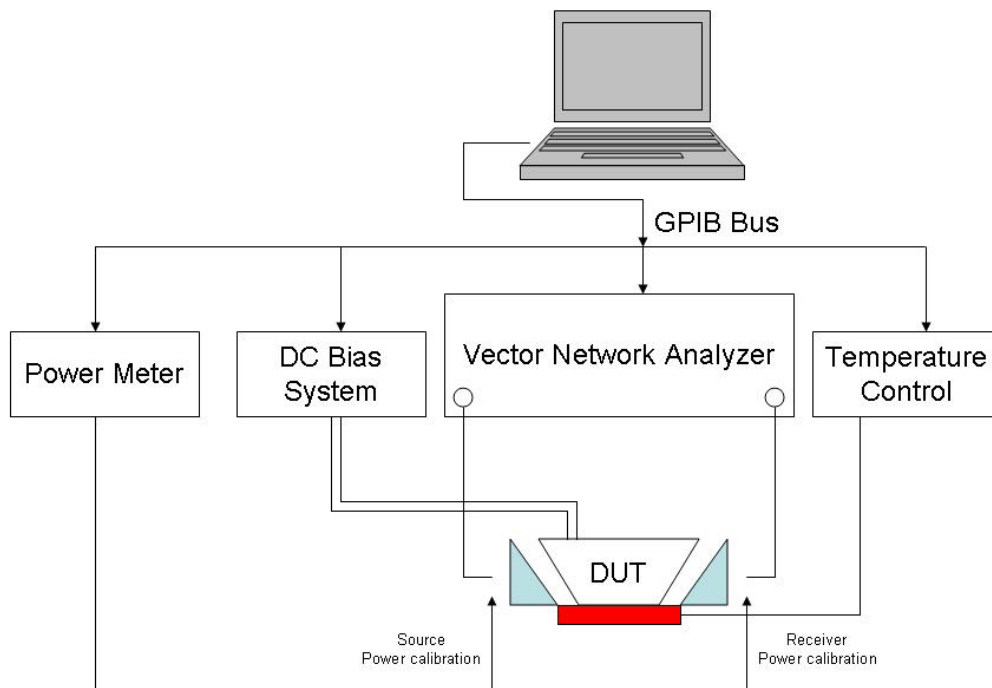 GPIB Bus
Power Meter
DC Bias
System
Vector Network Analyzer
Temperature
Control
DUT
Source
Power calibration
Receiver
Power calibration